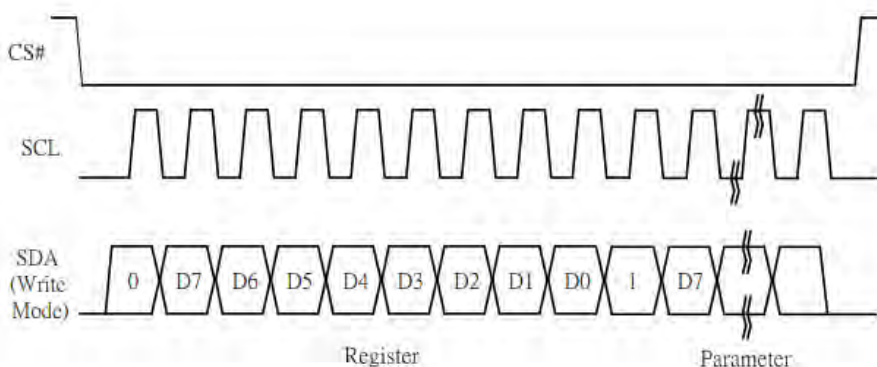 CS#
SCL
SDA
(Write
Mode)
0 D7 D6 D5 D4 D3 D2 D1 D0 1 D7
Register Parameter